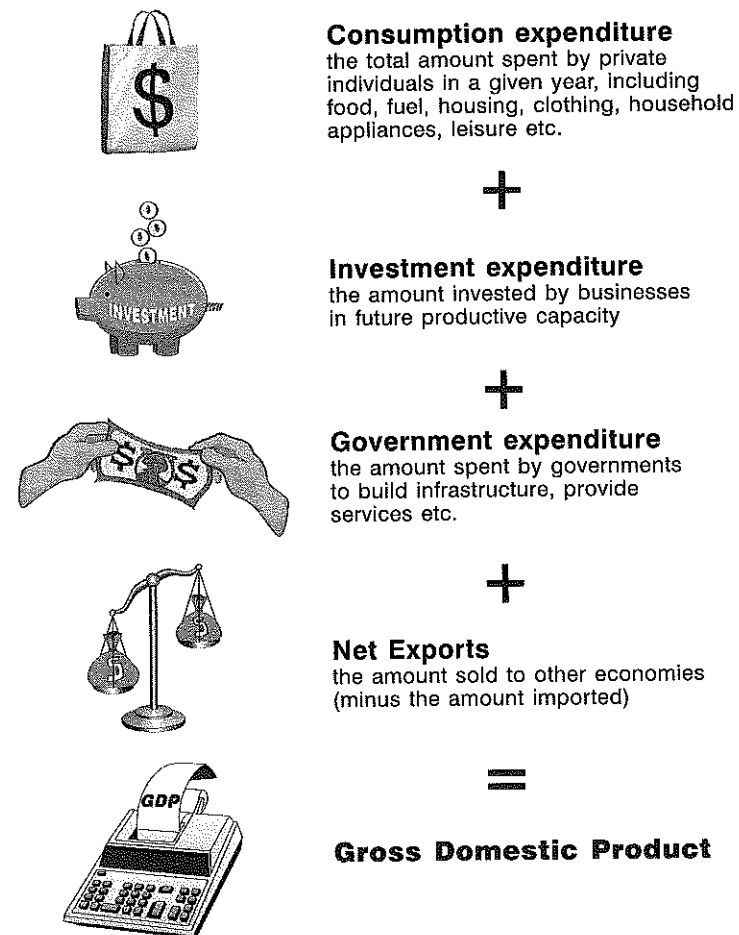 Consumption expenditure
the total amount spent by private
individuals in a given year, including
food, fuel, housing, clothing, household
appliances, leisure etc.
$
+
Investment expenditure
the amount invested by businesses
in future productive capacity
$
$
$
$
INVESTMENT
+
Government expenditure
the amount spent by governments
to build infrastructure, provide
services etc.
$ $
+
Net Exports
the amount sold to other economies
(minus the amount imported)
$
$
=
GDP
Gross Domestic Product